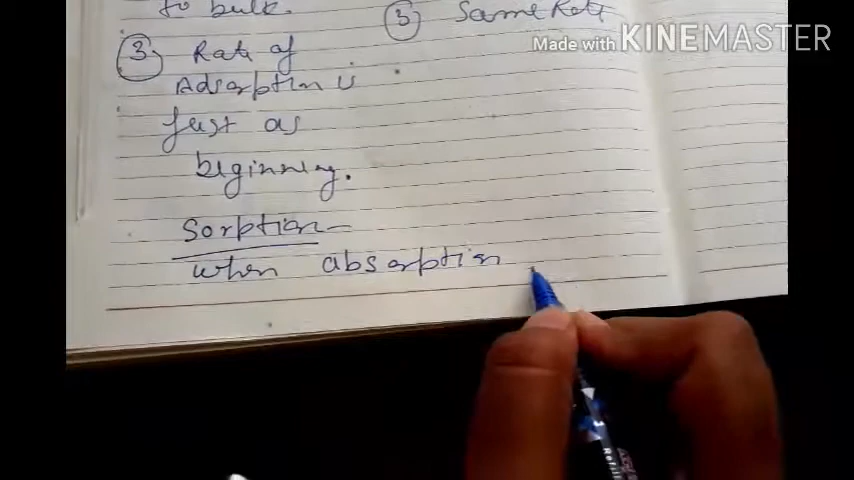 to bulk.
③ Same Rate
Made with KINEMASTER
③ Rate of
Adsorption is
fast as
beginning.
Sorption—
when absorption